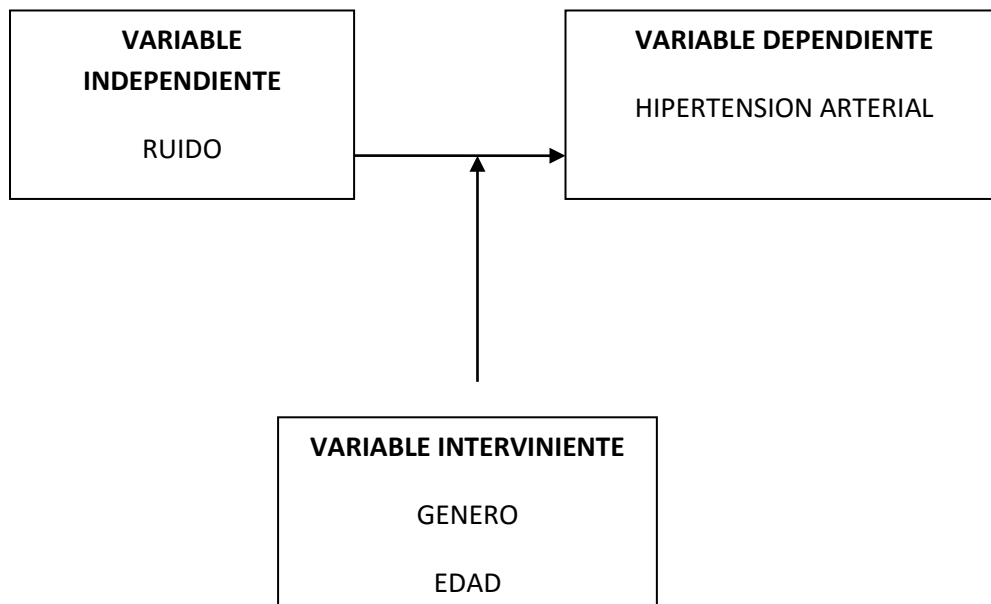 VARIABLE
INDEPENDIENTE
RUIDO
VARIABLE DEPENDIENTE
HIPERTENSION ARTERIAL
VARIABLE INTERVINIENTE
GENERO
EDAD